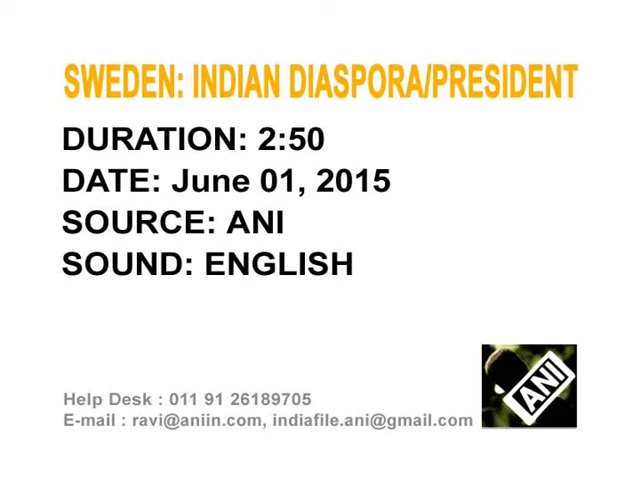 SWEDEN: INDIAN DIASPORA/PRESIDENT
DURATION: 2:50
DATE: June 01, 2015
SOURCE: ANI
SOUND: ENGLISH
Help Desk : 011 91 26189705
E-mail : ravi@aniin.com, indiafile.ani@gmail.com
ANI